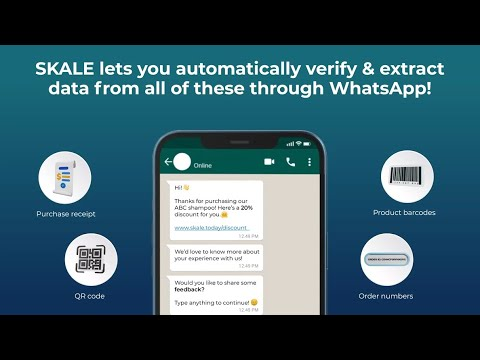 SKALE lets you automatically verify & extract
data from all of these through WhatsApp!
Online
Purchase receipt
QR code
Hi! 👋
Thanks for purchasing our
ABC shampoo! Here's a 20%
discount for you 🤗
www.skale.today/discount
12:45 PM
We'd love to know more about
your experience with us!
12:45 PM
Would you like to share some
feedback?
Type anything to continue! 😊
12:45 PM
Product barcodes
Order numbers